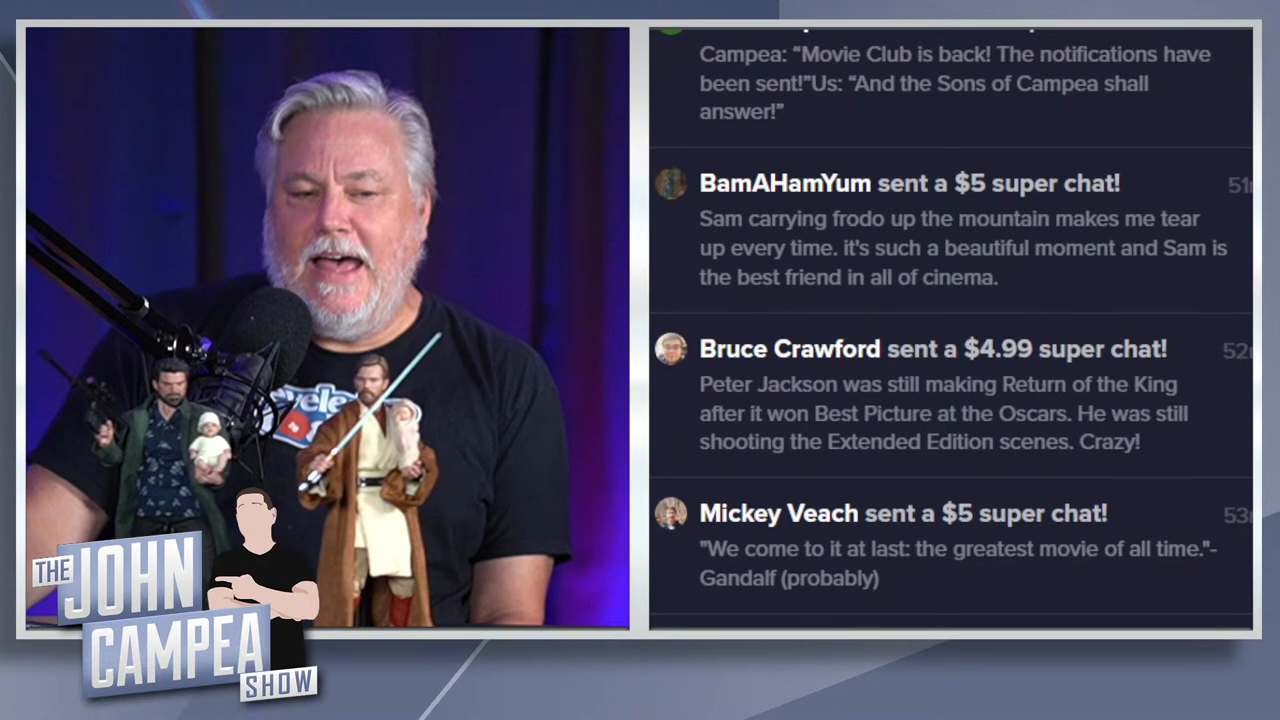 Campea: “Movie Club is back! The notifications have
been sent!”Us: “And the Sons of Campea shall
answer!”
BamAHamYum sent a $5 super chat!
Sam carrying frodo up the mountain makes me tear
up every time. it's such a beautiful moment and Sam is
the best friend in all of cinema.
Bruce Crawford sent a $4.99 super chat!
52
Peter Jackson was still making Return of the King
after it won Best Picture at the Oscars. He was still
shooting the Extended Edition scenes. Crazy!
Mickey Veach sent a $5 super chat!
53
"We come to it at last: the greatest movie of all time."-
Gandalf (probably)
THE
JOHN
CAMPEA
SHOW